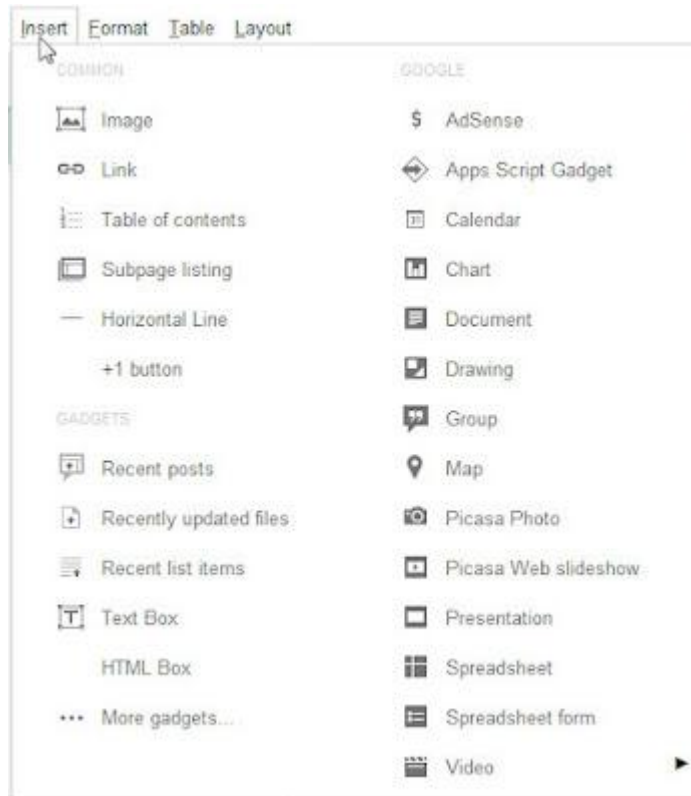 Insert Format Table Layout
COMMON
Image
Link
Table of contents
Subpage listing
Horizontal Line
+1 button
GADGETS
Recent posts
Recently updated files
Recent list items
Text Box
HTML Box
More gadgets...
GOOGLE
AdSense
Apps Script Gadget
Calendar
Chart
Document
Drawing
Group
Map
Picasa Photo
Picasa Web slideshow
Presentation
Spreadsheet
Spreadsheet form
Video